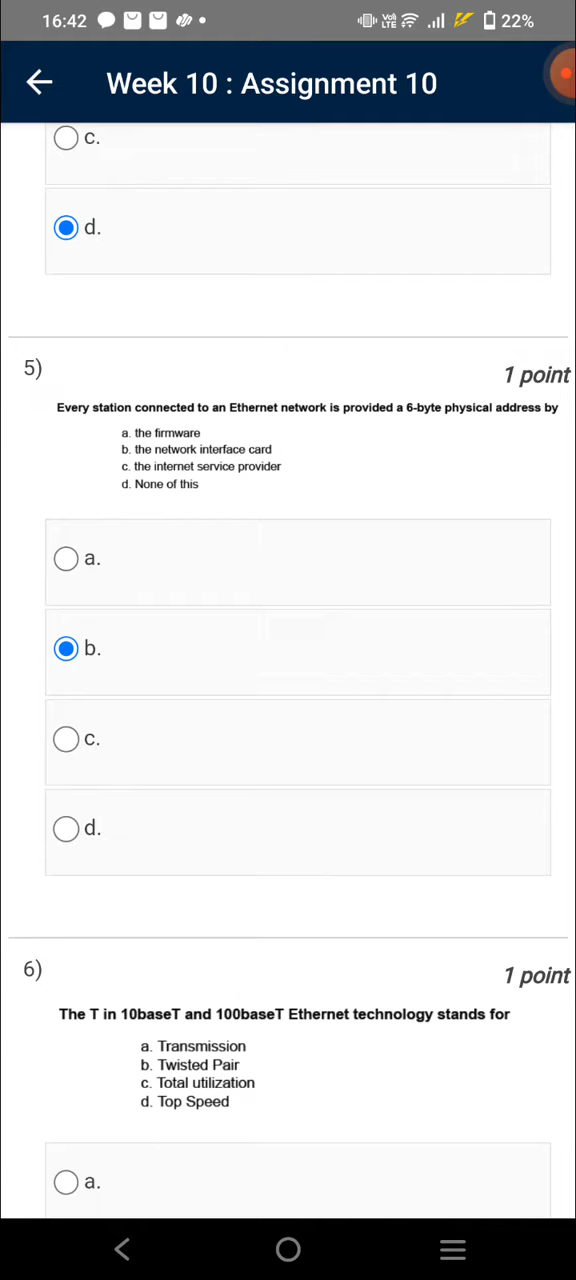 16:42 Vo) LTE 22%
Week 10 : Assignment 10
c.
d.
5)
1 point
Every station connected to an Ethernet network is provided a 6-byte physical address by
a. the firmware
b. the network interface card
c. the internet service provider
d. None of this
a.
b.
c.
d.
6)
1 point
The T in 10baseT and 100baseT Ethernet technology stands for
a. Transmission
b. Twisted Pair
c. Total utilization
d. Top Speed
a.